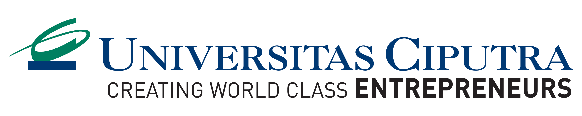 UNIVERSITAS CIPUTRA
CREATING WORLD CLASS ENTREPRENEURS